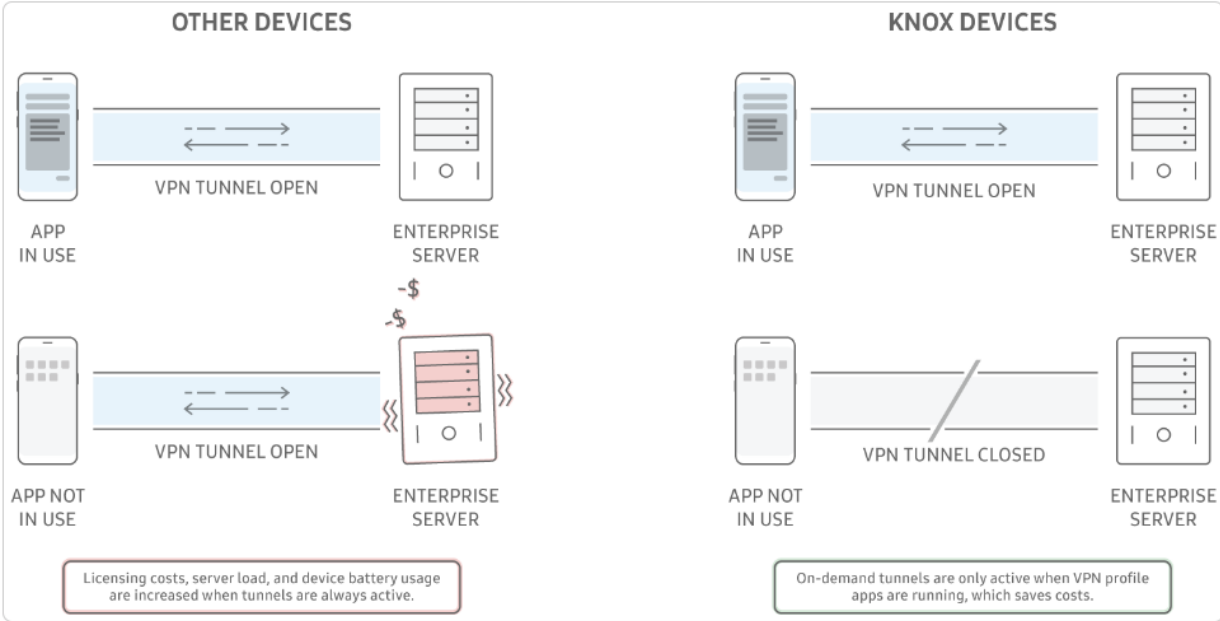 OTHER DEVICES
VPN TUNNEL OPEN
APP
IN USE
ENTERPRISE
SERVER
-$
-$
VPN TUNNEL OPEN
APP NOT
IN USE
ENTERPRISE
SERVER
Licensing costs, server load, and device battery usage
are increased when tunnels are always active.
KNOX DEVICES
VPN TUNNEL OPEN
APP
IN USE
ENTERPRISE
SERVER
VPN TUNNEL CLOSED
APP NOT
IN USE
ENTERPRISE
SERVER
On-demand tunnels are only active when VPN profile
apps are running, which saves costs.